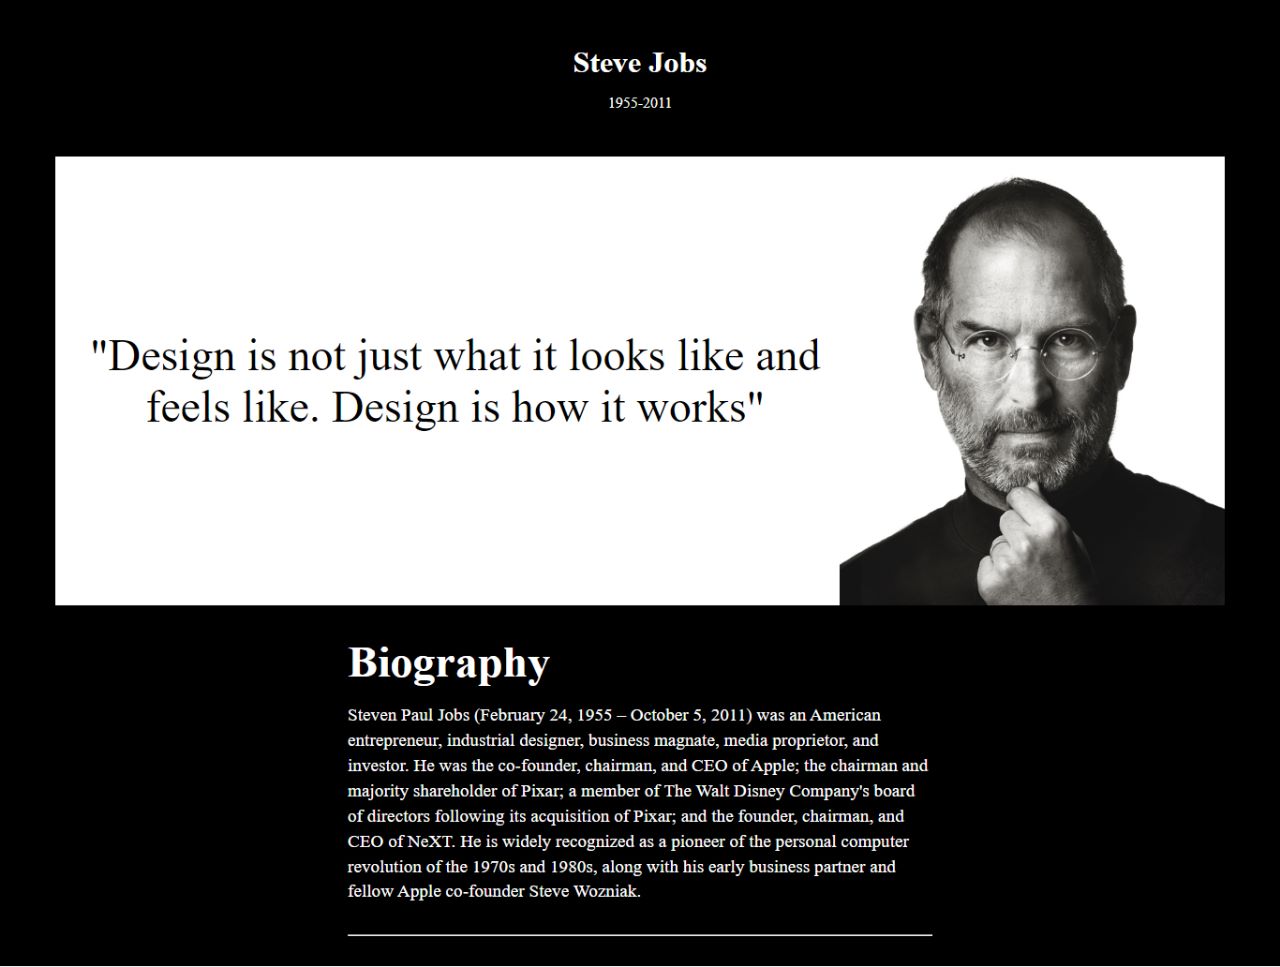 Steve Jobs
1955-2011
"Design is not just what it looks like and
feels like. Design is how it works"
Biography
Steven Paul Jobs (February 24, 1955 – October 5, 2011) was an American
entrepreneur, industrial designer, business magnate, media proprietor, and
investor. He was the co-founder, chairman, and CEO of Apple; the chairman and
majority shareholder of Pixar; a member of The Walt Disney Company's board
of directors following its acquisition of Pixar; and the founder, chairman, and
CEO of NeXT. He is widely recognized as a pioneer of the personal computer
revolution of the 1970s and 1980s, along with his early business partner and
fellow Apple co-founder Steve Wozniak.